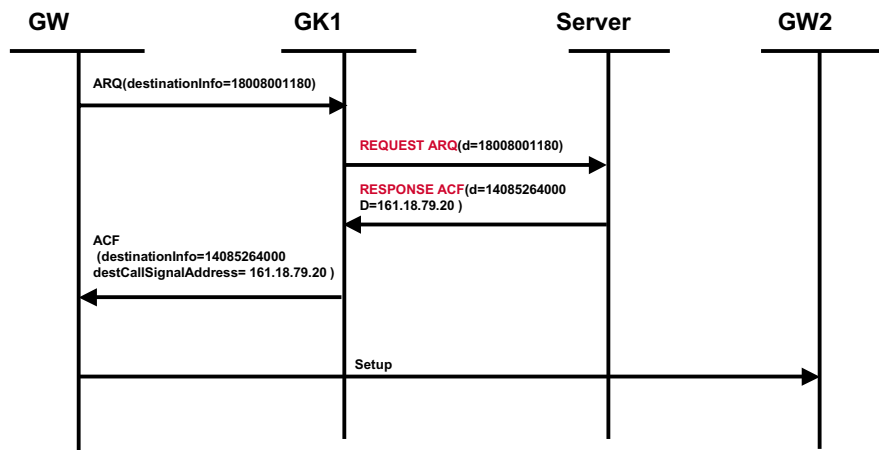 GW GK1 Server GW2
ARQ(destinationInfo=18008001180)
REQUEST ARQ(d=18008001180)
RESPONSE ACF(d=14085264000
D=161.18.79.20 )
ACF
(destinationInfo=14085264000
destCallSignalAddress= 161.18.79.20 )
Setup